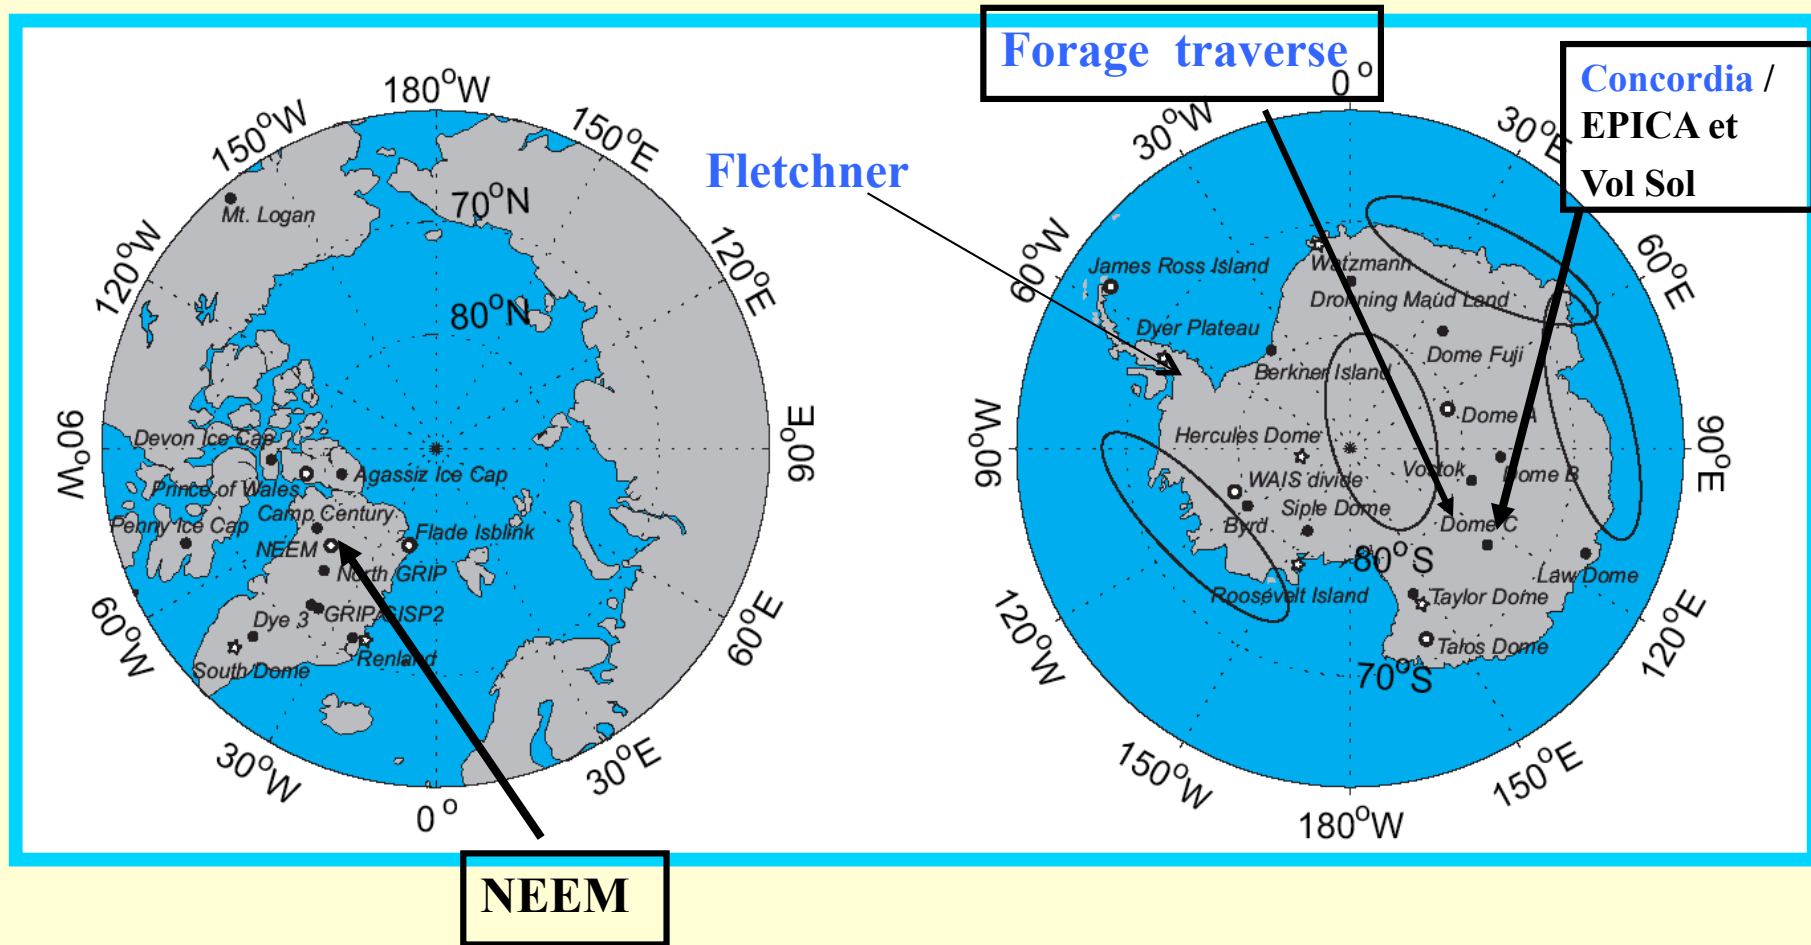 Forage traverse
Concordia /
EPICA et
Vol Sol
Fletchner
180°W
150°W
150°E
70°N
Mt. Logan
120°W
120°E
80°N
90°W
90°E
Devon Ice Cap
Agassiz Ice Cap
Prince of Wales
Camp Century
Penny Ice Cap
Flade Isblink
NEEM
North GRIP
Dye 3
GRIP/GISP2
Renland
South Dome
60°W
60°E
30°W
30°E
0°
NEEM
0°
30°W
30°E
60°W
60°E
James Ross Island
Watzmann
Dronning Maud Land
Dyer Plateau
Dome Fuji
Berkner Island
Dome A
90°W
90°E
Hercules Dome
Vostok
Dome B
WAIS divide
Siple Dome
Byrd
Dome C
80°S
Law Dome
Roosevelt Island
Taylor Dome
Talos Dome
70°S
120°W
120°E
150°W
150°E
180°W